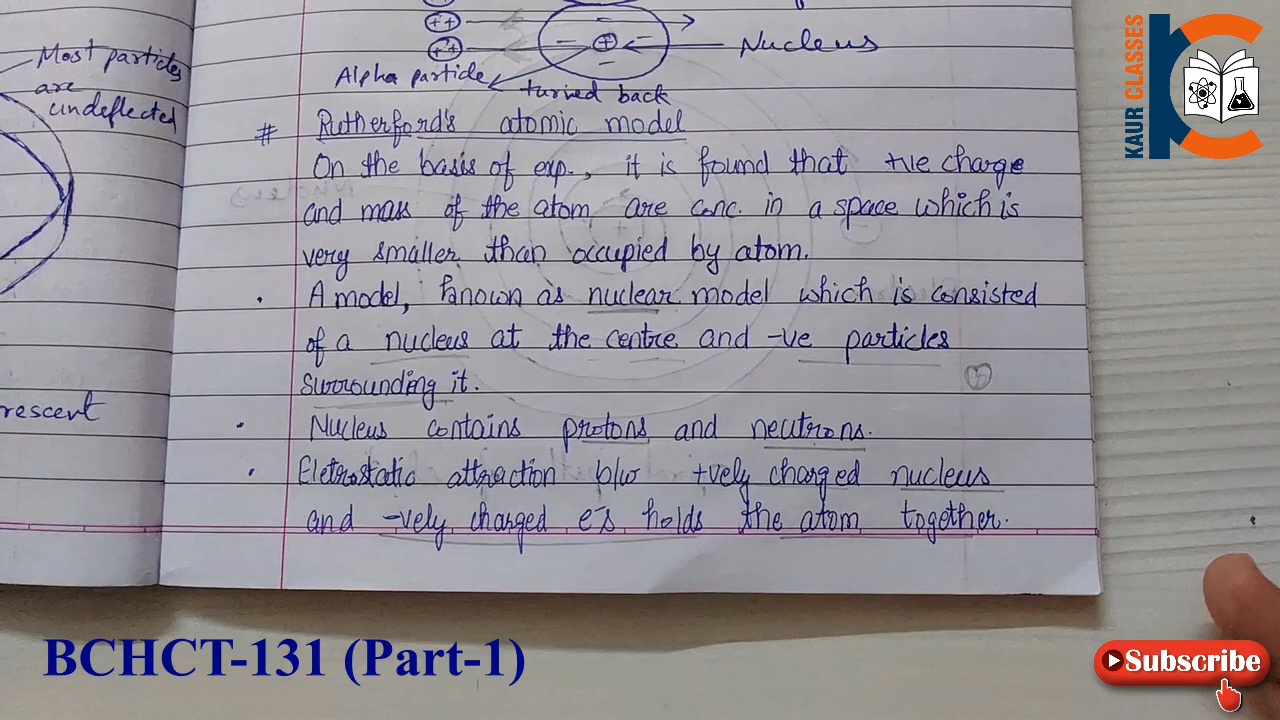 Most particles
are
undeflected
rescent
++
++
Nucleus
Alpha particle
turned back
# Rutherford's atomic model
On the basis of exp., it is found that +ve charge
and mass of the atom are conc. in a space which is
very smaller than occupied by atom.
. A model, known as nuclear model which is consisted
of a nucleus at the centre and -ve particles
surrounding it.
. Nucleus contains protons and neutrons.
. Eletrostatic attraction b/w +vely charged nucleus
and -vely charged e⁻s holds the atom together.
KAUR CLASSES
BCHCT-131 (Part-1)
Subscribe